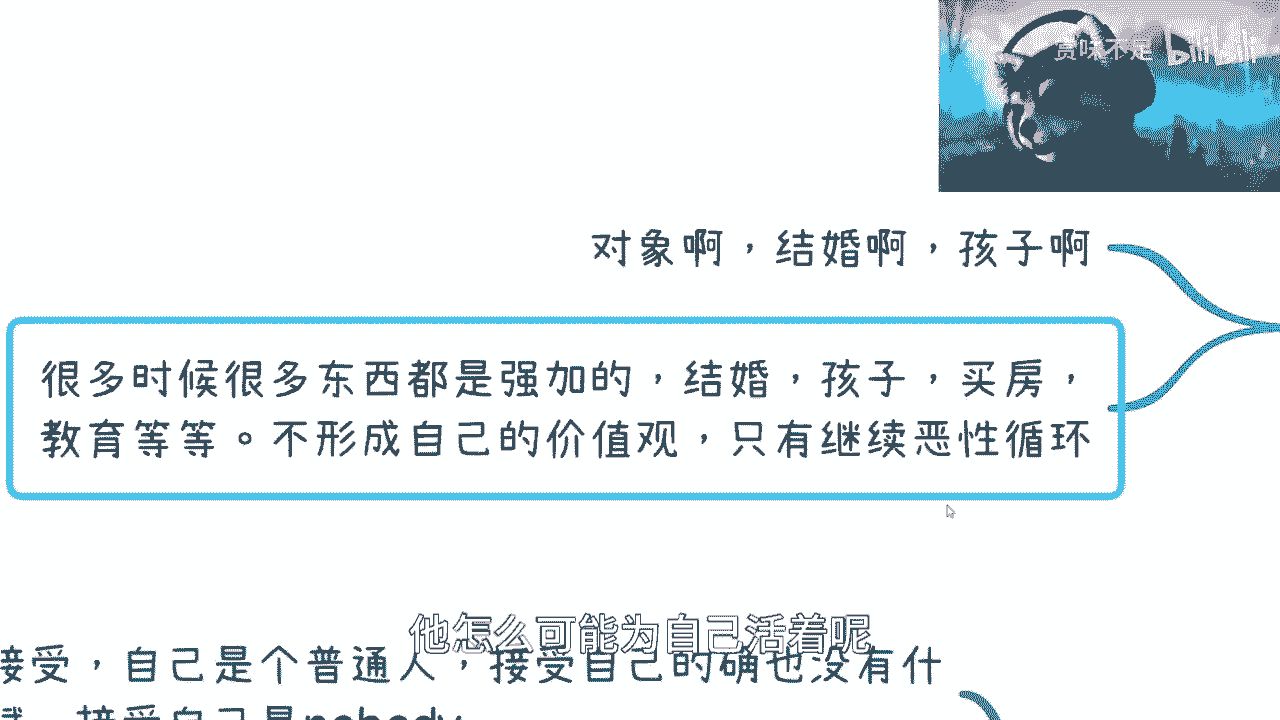 赏味不足 bilibili
对象啊，结婚啊，孩子啊
很多时候很多东西都是强加的，结婚，孩子，买房，
教育等等。不形成自己的价值观，只有继续恶性循环
他怎么可能为自己活着呢
接受，自己是个普通人，接受自己的确也没有什
接受自己是nobody